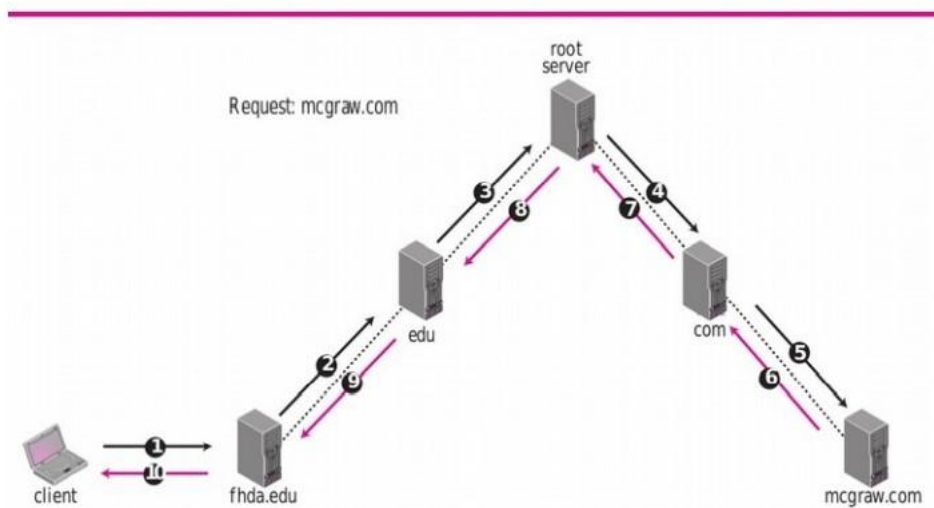 root
server
Request: mcgraw.com
3
8
7
4
edu
com
2
9
5
6
1
10
client
fhda.edu
mcgraw.com